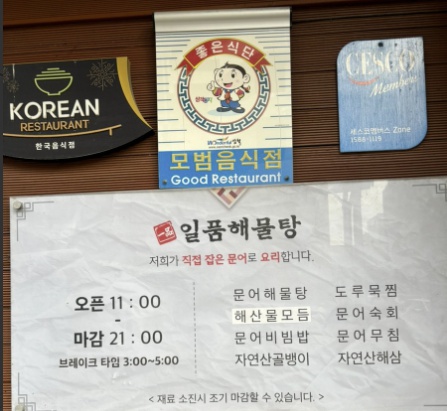 KOREAN
RESTAURANT
한국음식점
좋은식단
모범음식점
Good Restaurant
CESCO
Members
세스코멤버스 Zone
1588-1119
一品 일품해물탕
저희가 직접 잡은 문어로 요리합니다.
오픈 11 : 00
~
마감 21 : 00
브레이크 타임 3:00~5:00
문어해물탕 도루묵찜
해산물모듬 문어숙회
문어비빔밥 문어무침
자연산골뱅이 자연산해삼
< 재료 소진시 조기 마감할 수 있습니다. >